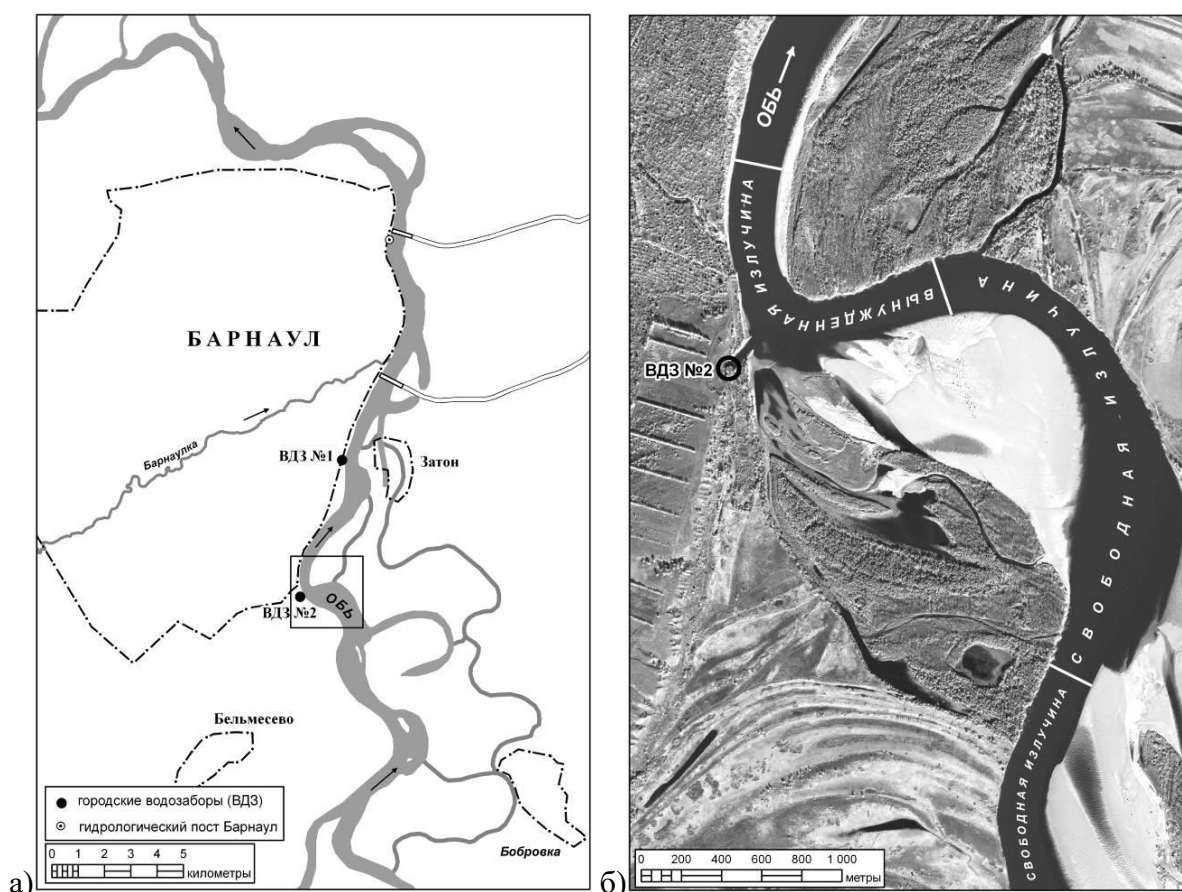 БАРНАУЛ
Барнаулка
ВДЗ №1
Затон
ВДЗ №2
ОБЬ
Бельмесево
Бобровка
городские водозаборы (ВДЗ)
гидрологический пост Барнаул
0 1 2 3 4 5
километры
а)
ОБЬ
ВЫНУЖДЕННАЯ ИЗЛУЧИНА
СВОБОДНАЯ ИЗЛУЧИНА
ВДЗ №2
СВОБОДНАЯ ИЗЛУЧИНА
0 200 400 600 800 1 000
метры
б)